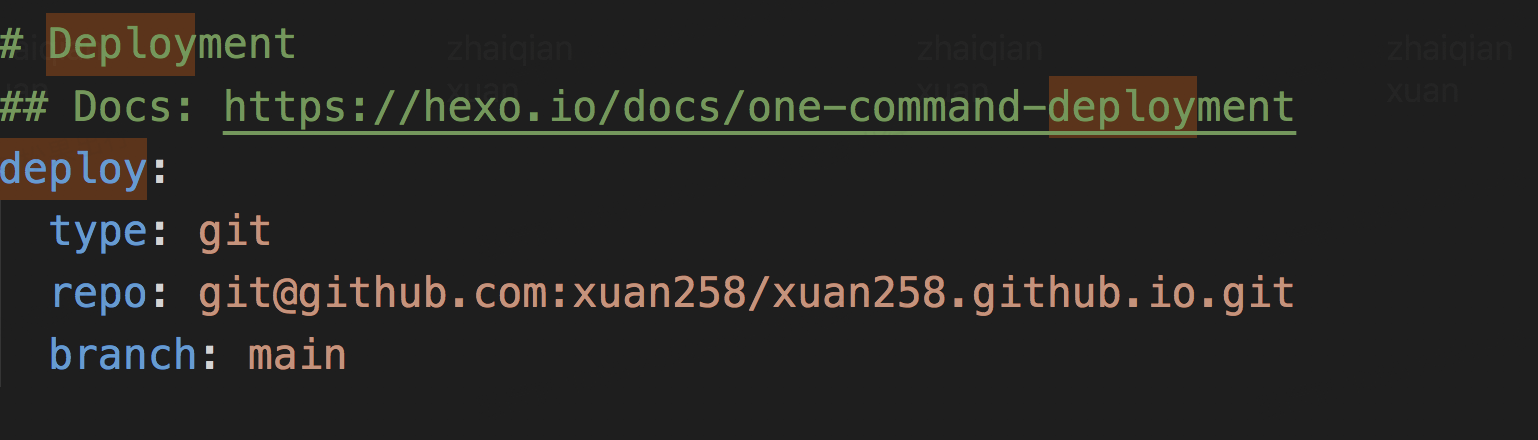 # Deployment
zhaiqian zhaiqian zhaiqian
xuan xuan xuan
## Docs: https://hexo.io/docs/one-command-deployment
deploy:
  type: git
  repo: git@github.com:xuan258/xuan258.github.io.git
  branch: main